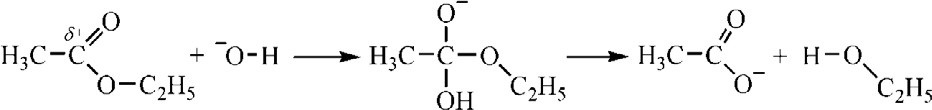 O O⁻ O
δ⁺
H₃C–C + ⁻O–H → H₃C–C–O → H₃C–C + H–O
O–C₂H₅ OH C₂H₅ O⁻ C₂H₅